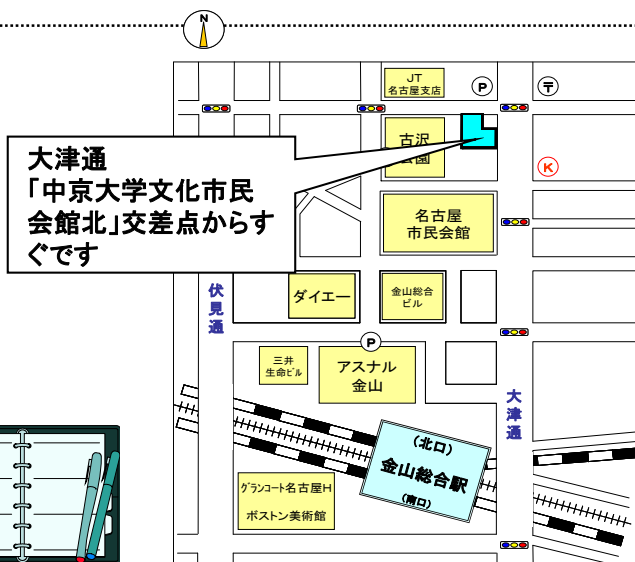 N
JT
名古屋支店
P
〒
大津通
「中京大学文化市民
会館北」交差点からす
ぐです
古沢
公園
K
名古屋
市民会館
伏見通
ダイエー
金山総合
ビル
P
三井
生命ビル
アスナル
金山
大津通
(北口)
金山総合駅
(南口)
グランコート名古屋H
ボストン美術館